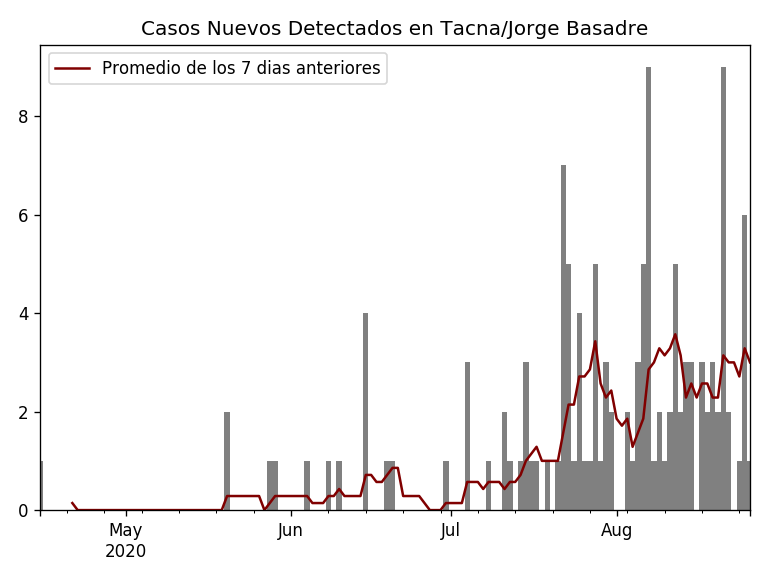 Casos Nuevos Detectados en Tacna/Jorge Basadre
Promedio de los 7 dias anteriores
8
6
4
2
0
May Jun Jul Aug
2020